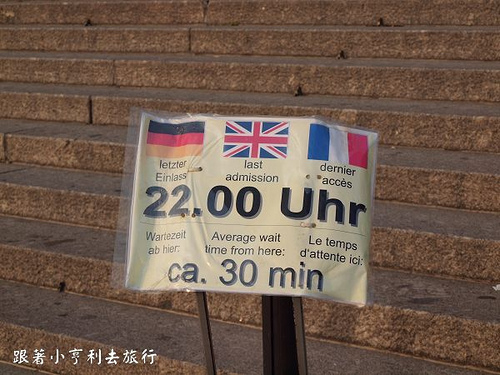 letzter
Einlass
last
admission
dernier
accès
22.00 Uhr
Wartezeit
ab hier:
Average wait
time from here:
Le temps
d'attente ici:
ca. 30 min
跟著小亨利去旅行